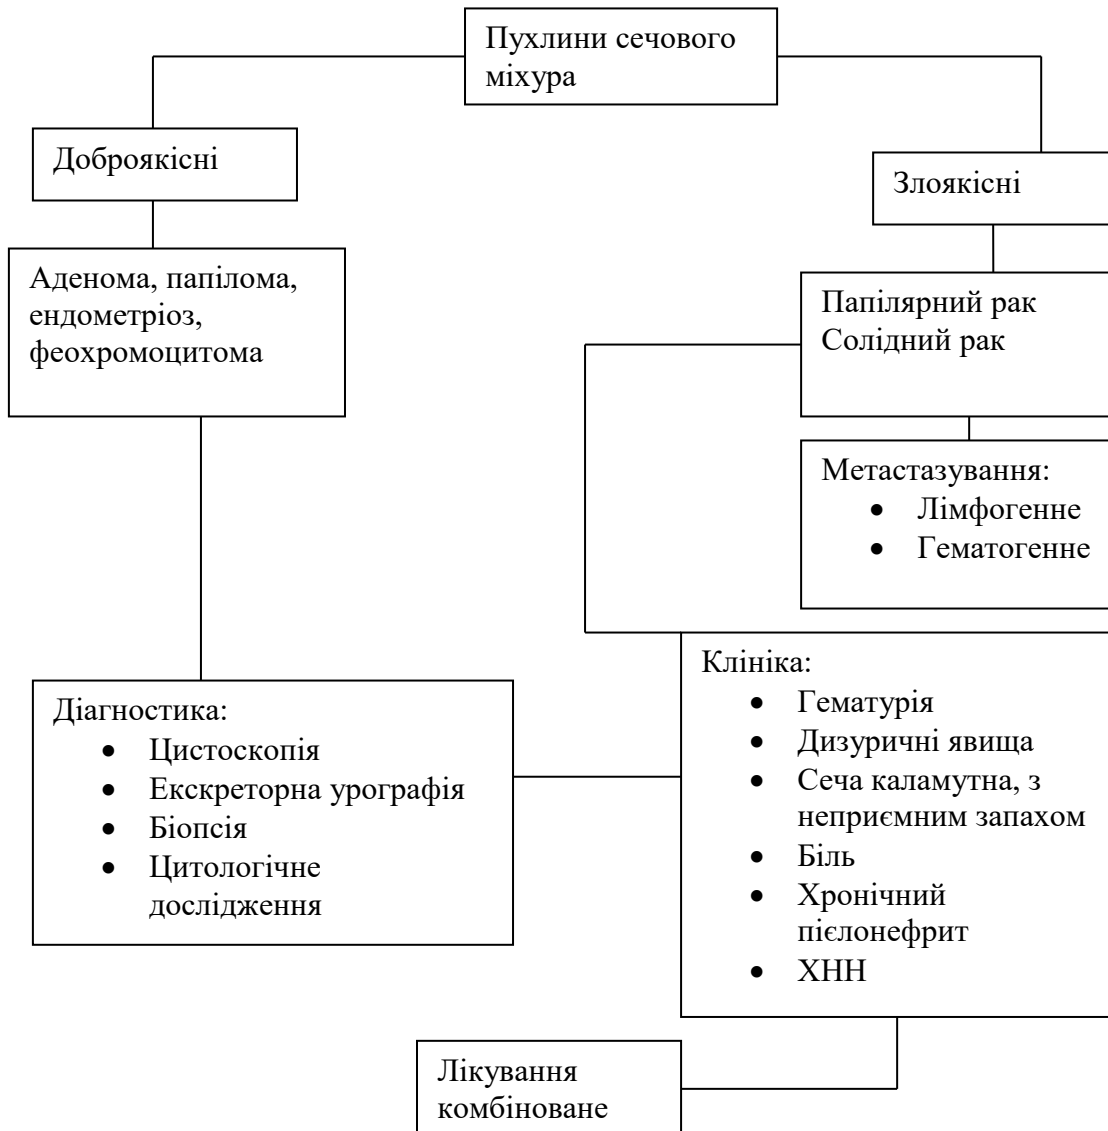 Пухлини сечового
міхура
Доброякісні
Злоякісні
Аденома, папілома,
ендометріоз,
феохромоцитома
Папілярний рак
Солідний рак
Метастазування:
• Лімфогенне
• Гематогенне
Клініка:
• Гематурія
• Дизуричні явища
• Сеча каламутна, з
неприємним запахом
• Біль
• Хронічний
пієлонефрит
• ХНН
Діагностика:
• Цистоскопія
• Екскреторна урографія
• Біопсія
• Цитологічне
дослідження
Лікування
комбіноване